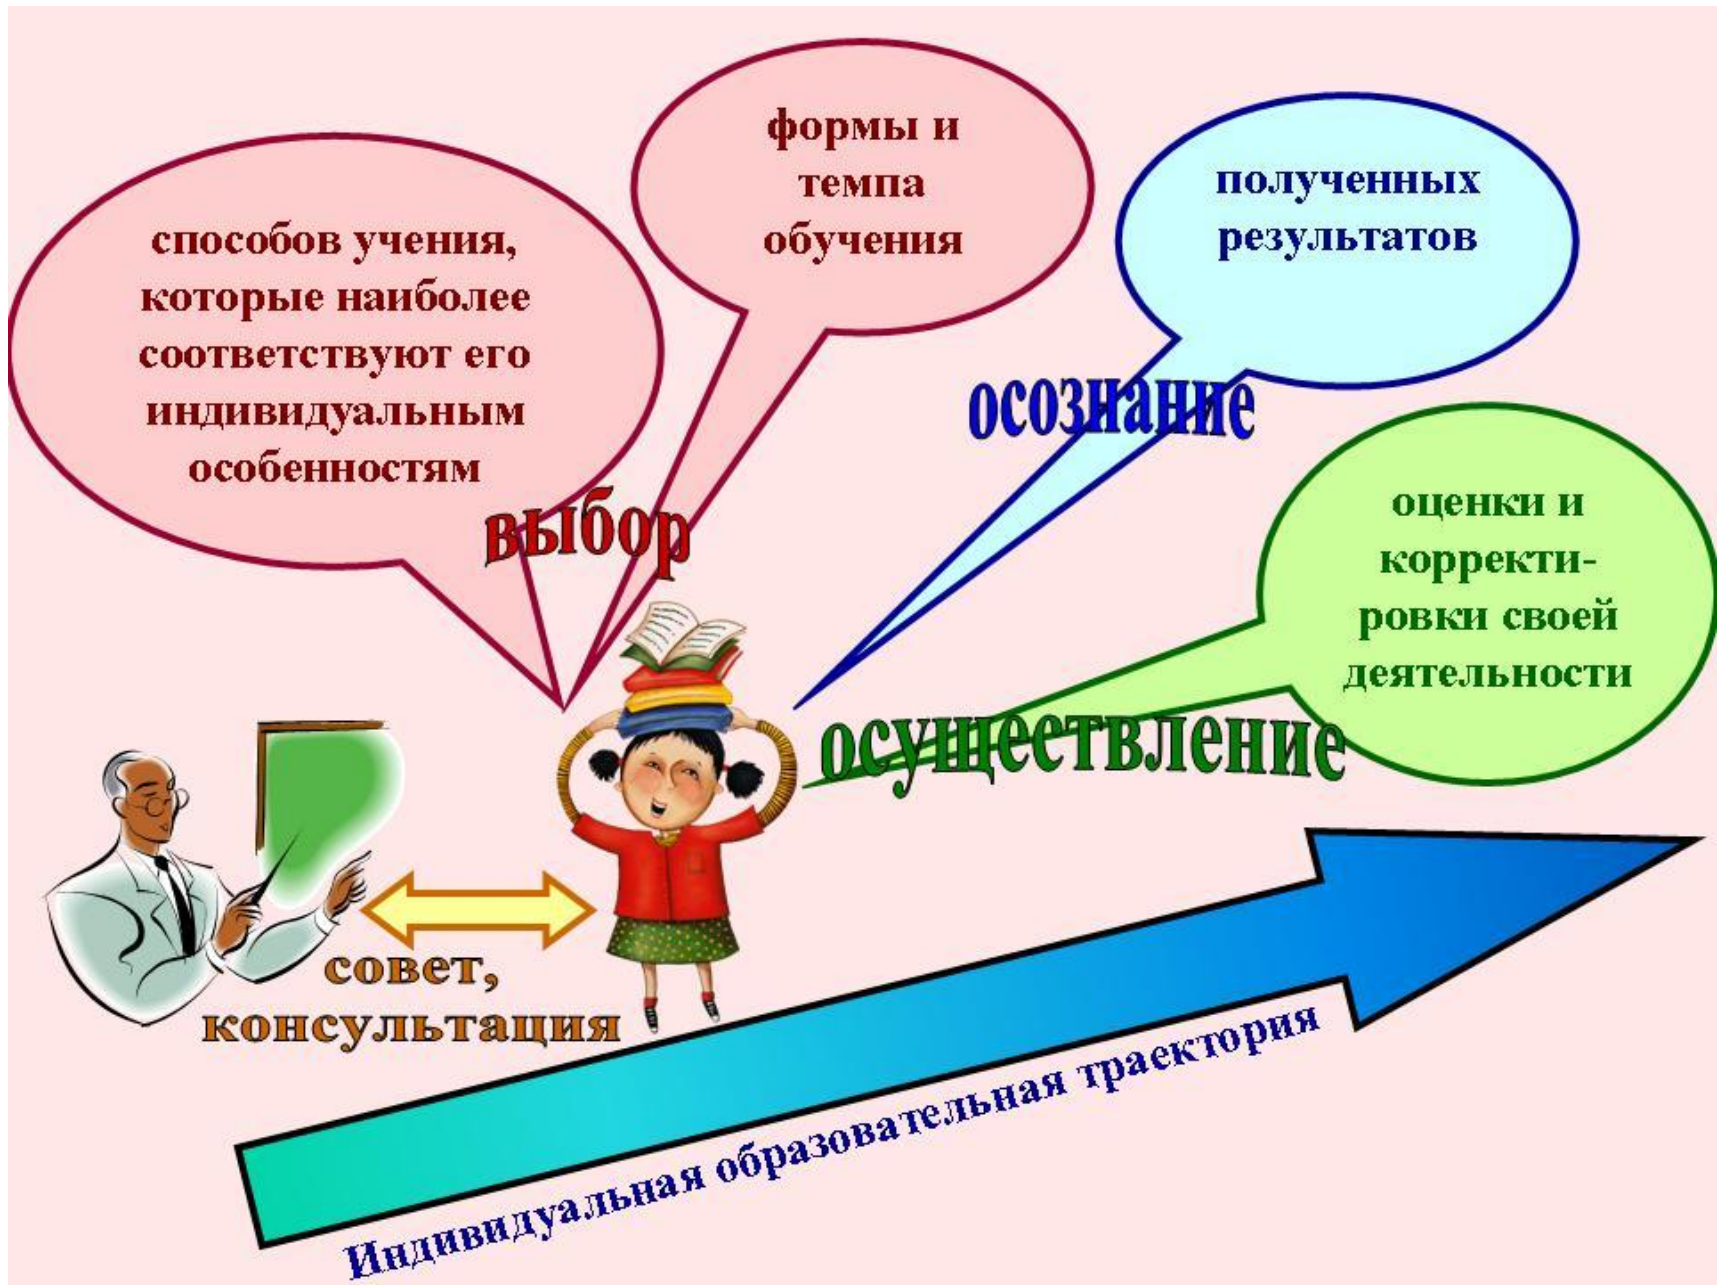 способов учения,
которые наиболее
соответствуют его
индивидуальным
особенностям
формы и
темпа
обучения
выбор
полученных
результатов
осознание
оценки и
корректи-
ровки своей
деятельности
осуществление
совет,
консультация
Индивидуальная образовательная траектория